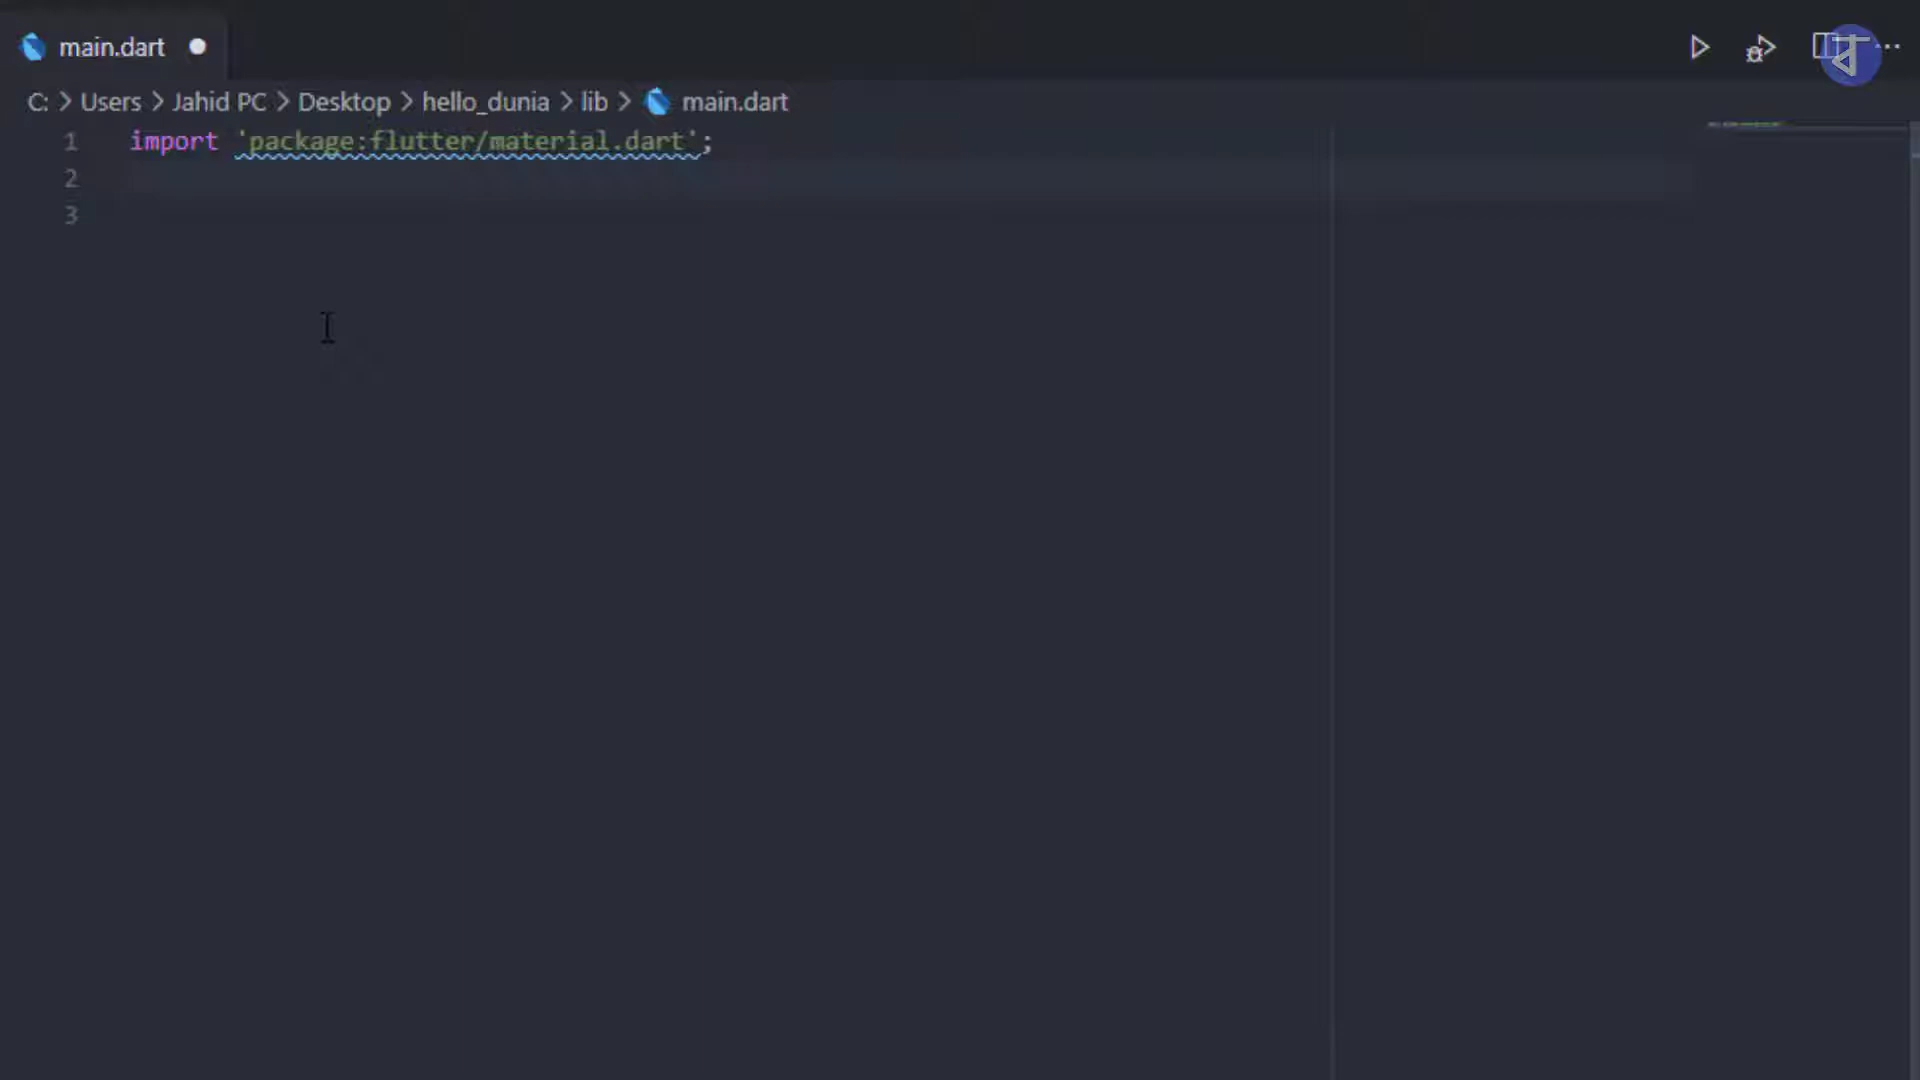 main.dart
C: > Users > Jahid PC > Desktop > hello_dunia > lib > main.dart
1 import 'package:flutter/material.dart';
2
3